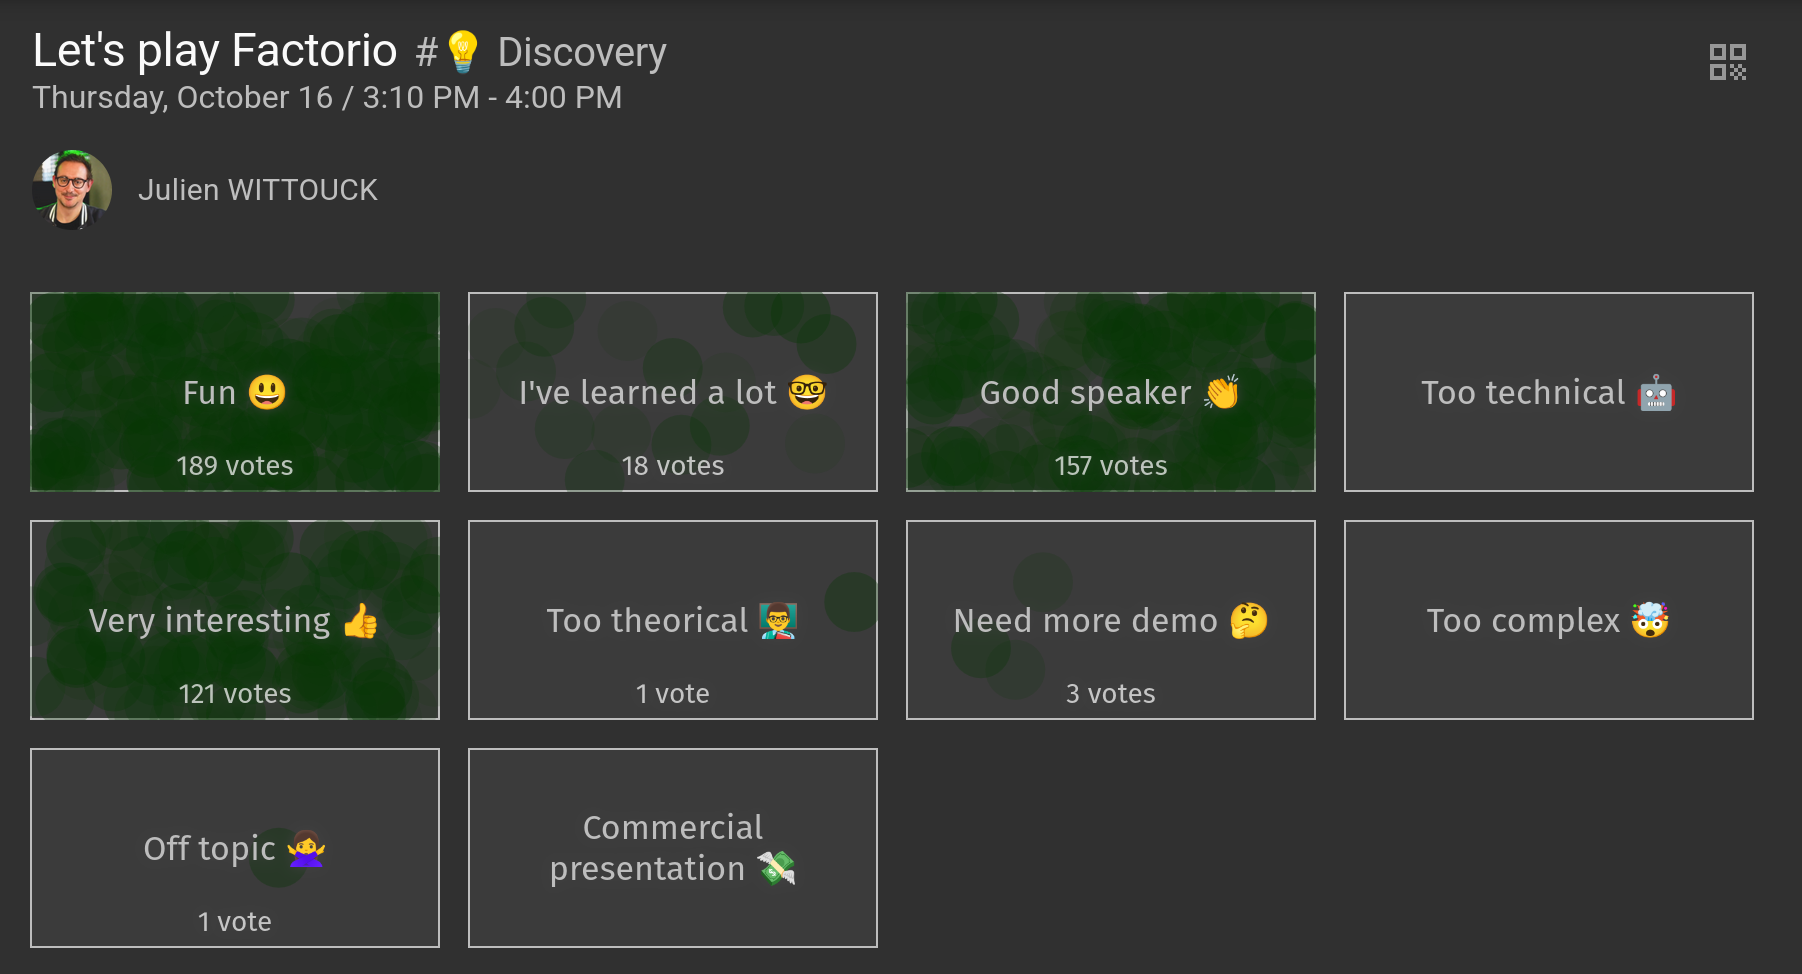 Let's play Factorio #💡 Discovery
Thursday, October 16 / 3:10 PM - 4:00 PM
Julien WITTOUCK
Fun 😃
189 votes
I've learned a lot 🤓
18 votes
Good speaker 👏
157 votes
Too technical 🤖
Very interesting 👍
121 votes
Too theorical 👨‍🏫
1 vote
Need more demo 🤔
3 votes
Too complex 🤯
Off topic 🙅‍♀️
1 vote
Commercial
presentation 💸